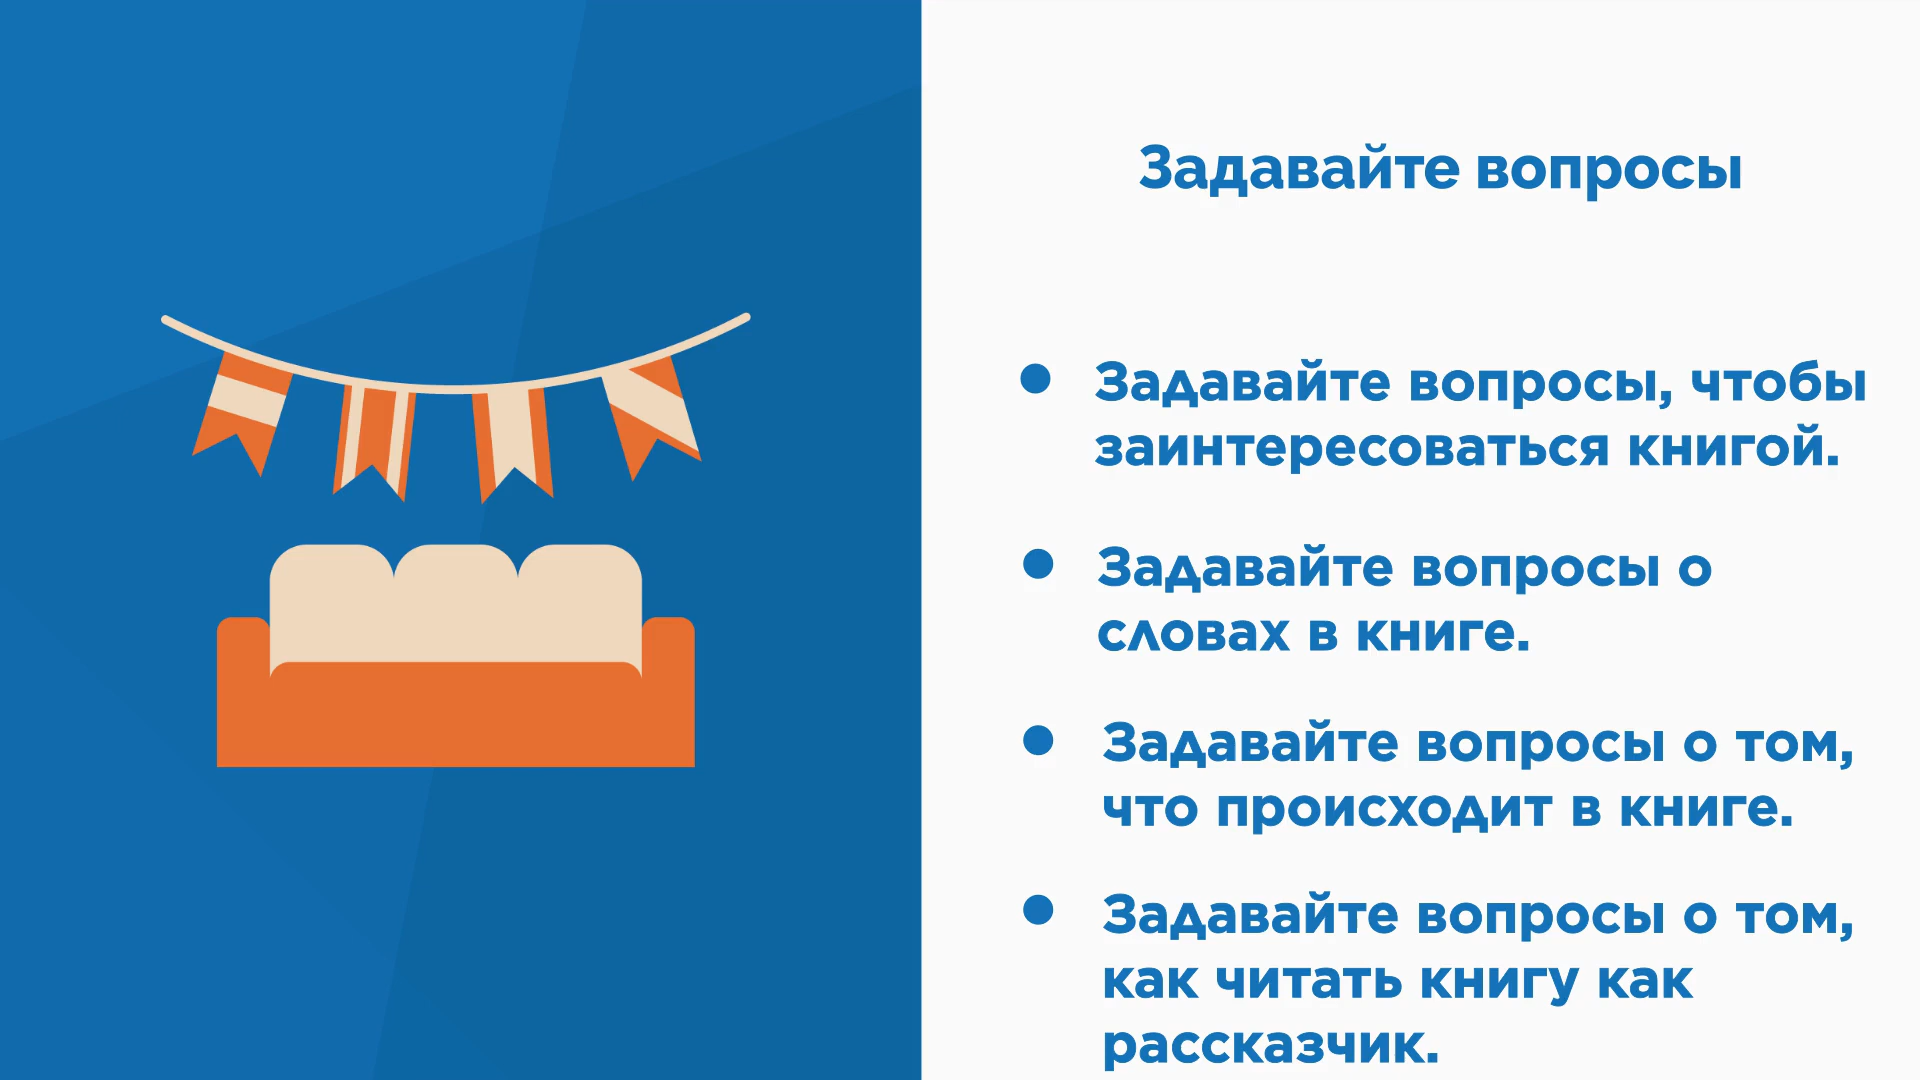 Задавайте вопросы
Задавайте вопросы, чтобы
заинтересоваться книгой.
Задавайте вопросы о
словах в книге.
Задавайте вопросы о том,
что происходит в книге.
Задавайте вопросы о том,
как читать книгу как
рассказчик.